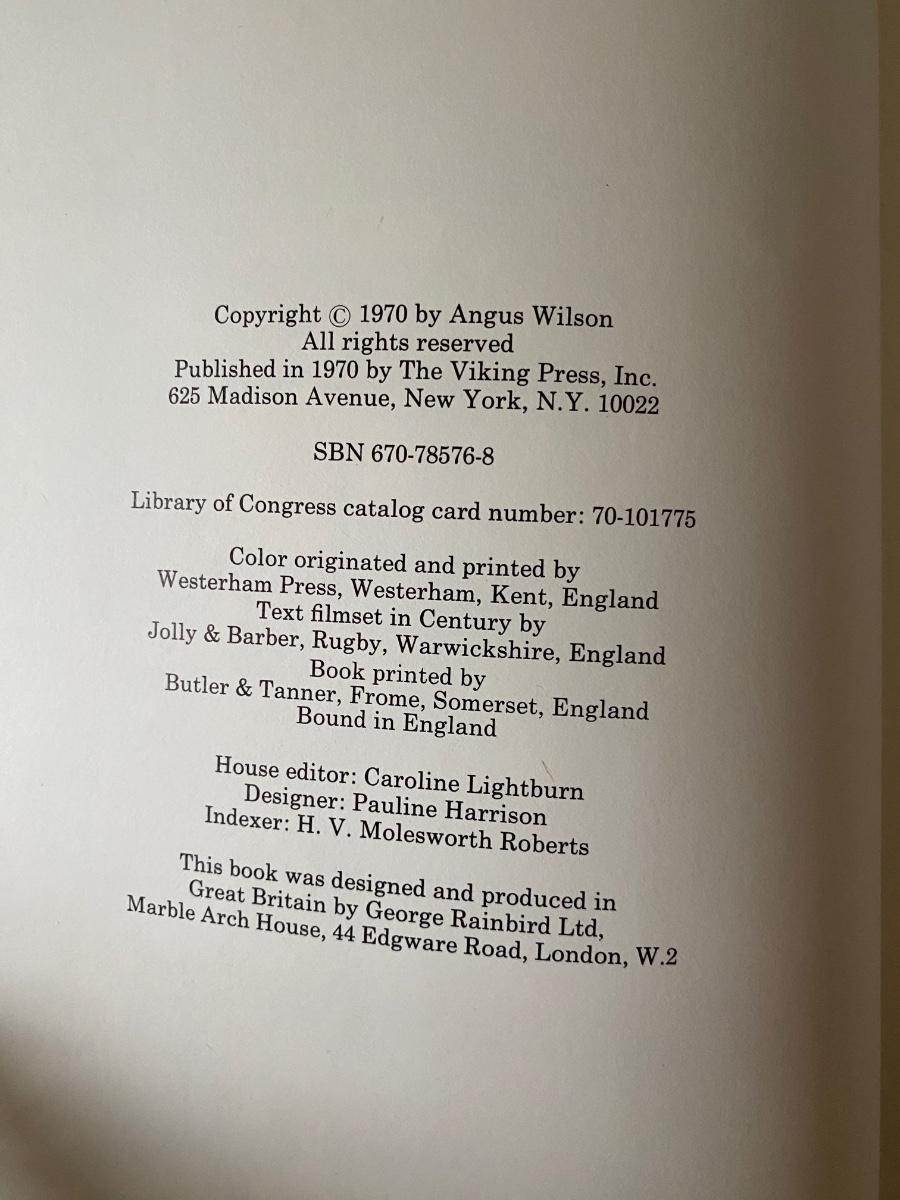 Copyright © 1970 by Angus Wilson
All rights reserved
Published in 1970 by The Viking Press, Inc.
625 Madison Avenue, New York, N.Y. 10022
SBN 670-78576-8
Library of Congress catalog card number: 70-101775
Color originated and printed by
Westerham Press, Westerham, Kent, England
Text filmset in Century by
Jolly & Barber, Rugby, Warwickshire, England
Book printed by
Butler & Tanner, Frome, Somerset, England
Bound in England
House editor: Caroline Lightburn
Designer: Pauline Harrison
Indexer: H. V. Molesworth Roberts
This book was designed and produced in
Great Britain by George Rainbird Ltd,
Marble Arch House, 44 Edgware Road, London, W.2